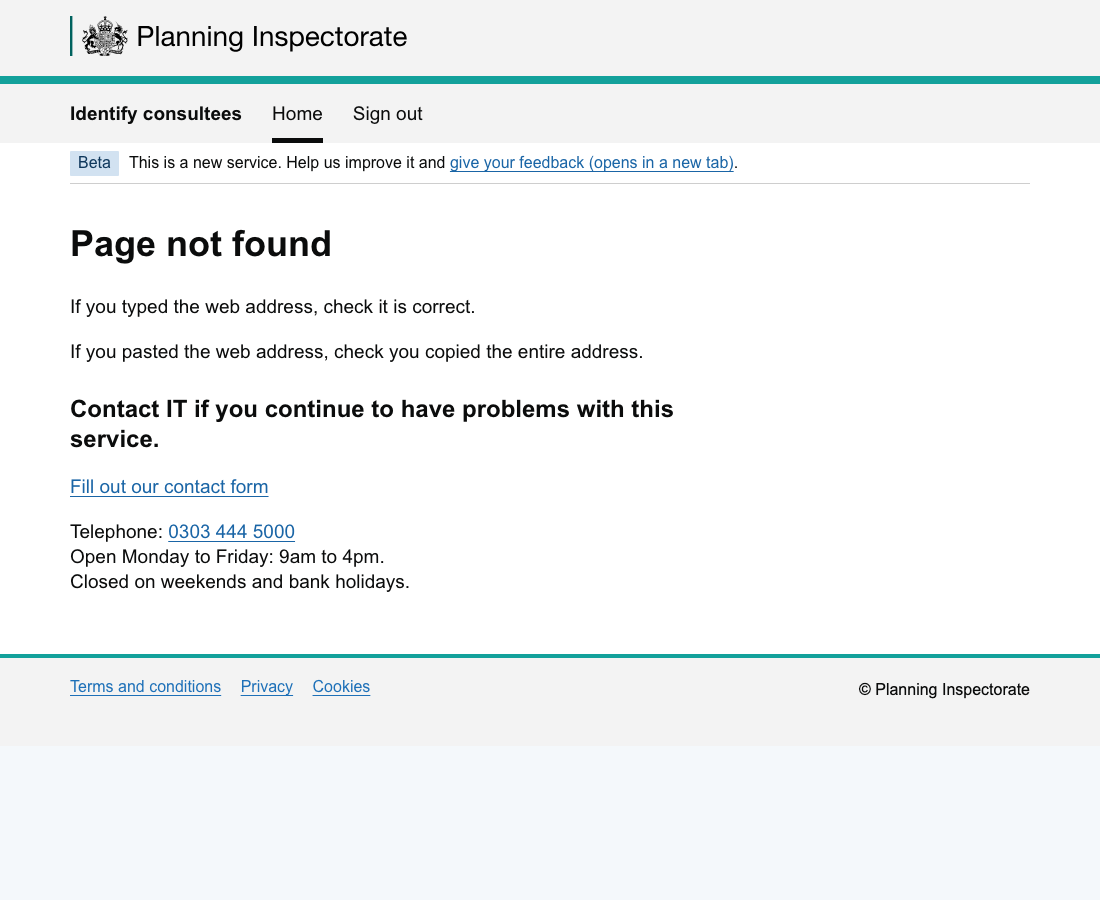 Planning Inspectorate
Identify consultees Home Sign out
Beta This is a new service. Help us improve it and give your feedback (opens in a new tab).
Page not found
If you typed the web address, check it is correct.
If you pasted the web address, check you copied the entire address.
Contact IT if you continue to have problems with this
service.
Fill out our contact form
Telephone: 0303 444 5000
Open Monday to Friday: 9am to 4pm.
Closed on weekends and bank holidays.
Terms and conditions Privacy Cookies
© Planning Inspectorate